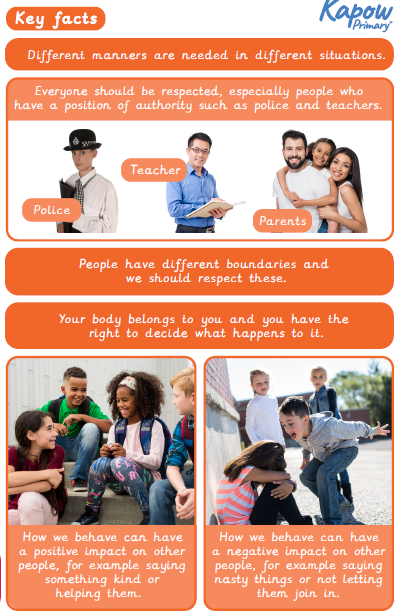 Key facts
Kapow
Primary
Different manners are needed in different situations.
Everyone should be respected, especially people who
have a position of authority such as police and teachers.
Teacher
Police
Parents
People have different boundaries and
we should respect these.
Your body belongs to you and you have the
right to decide what happens to it.
How we behave can have
a positive impact on other
people, for example saying
something kind or
helping them.
How we behave can have
a negative impact on other
people, for example saying
nasty things or not letting
them join in.